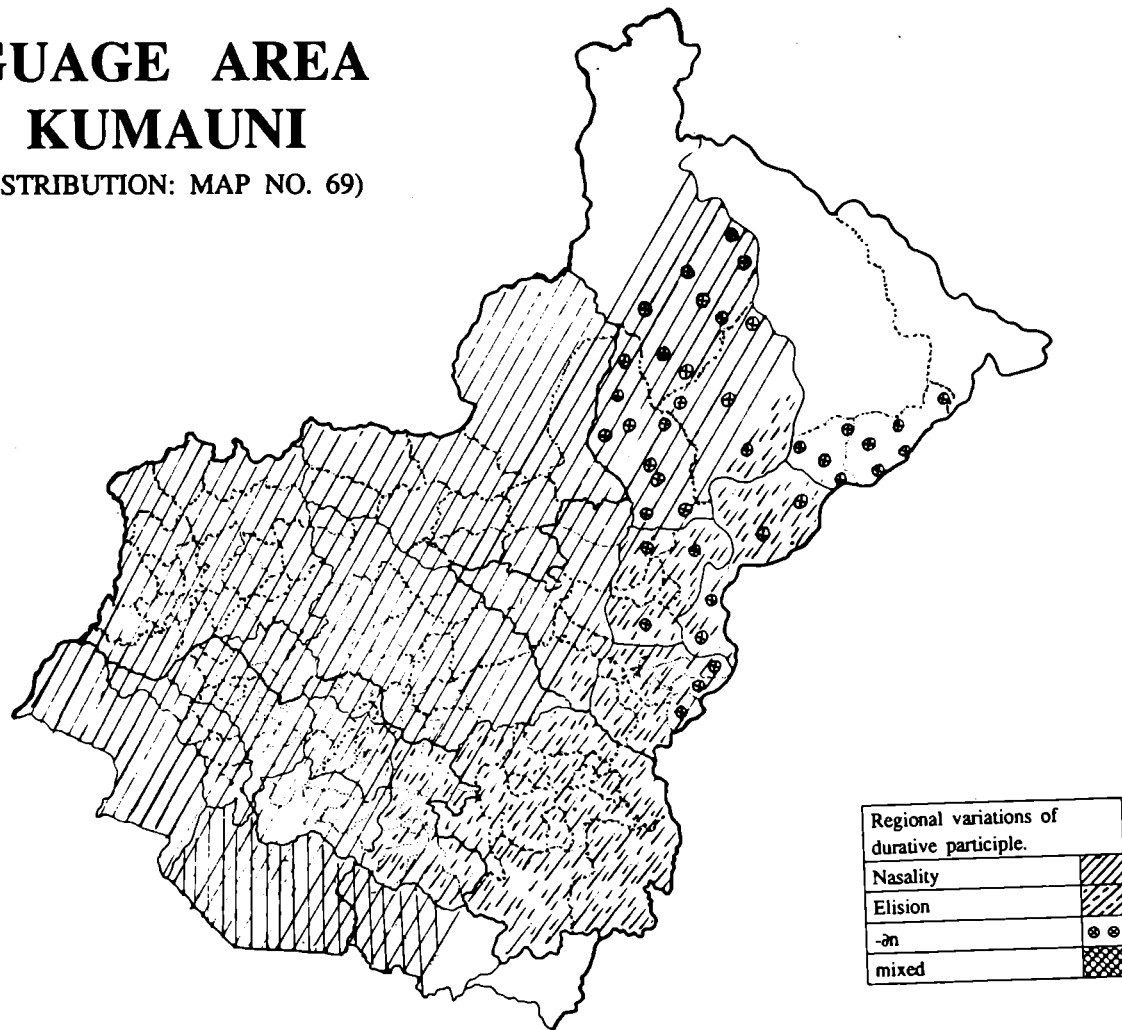 GUAGE AREA
KUMAUNI
STRIBUTION: MAP NO. 69)
Regional variations of
durative participle.
Nasality
Elision
-ən
mixed